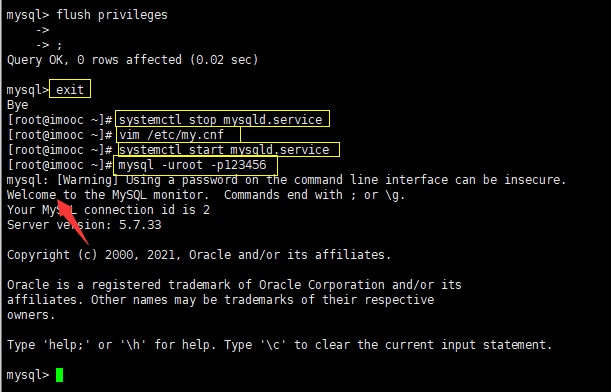 mysql> flush privileges
    ->
    -> ;
Query OK, 0 rows affected (0.02 sec)
mysql> exit
Bye
[root@imooc ~]# systemctl stop mysqld.service
[root@imooc ~]# vim /etc/my.cnf
[root@imooc ~]# systemctl start mysqld.service
[root@imooc ~]# mysql -uroot -p123456
mysql: [Warning] Using a password on the command line interface can be insecure.
Welcome to the MySQL monitor.  Commands end with ; or \g.
Your MySQL connection id is 2
Server version: 5.7.33
Copyright (c) 2000, 2021, Oracle and/or its affiliates.
Oracle is a registered trademark of Oracle Corporation and/or its
affiliates. Other names may be trademarks of their respective
owners.
Type 'help;' or '\h' for help. Type '\c' to clear the current input statement.
mysql>